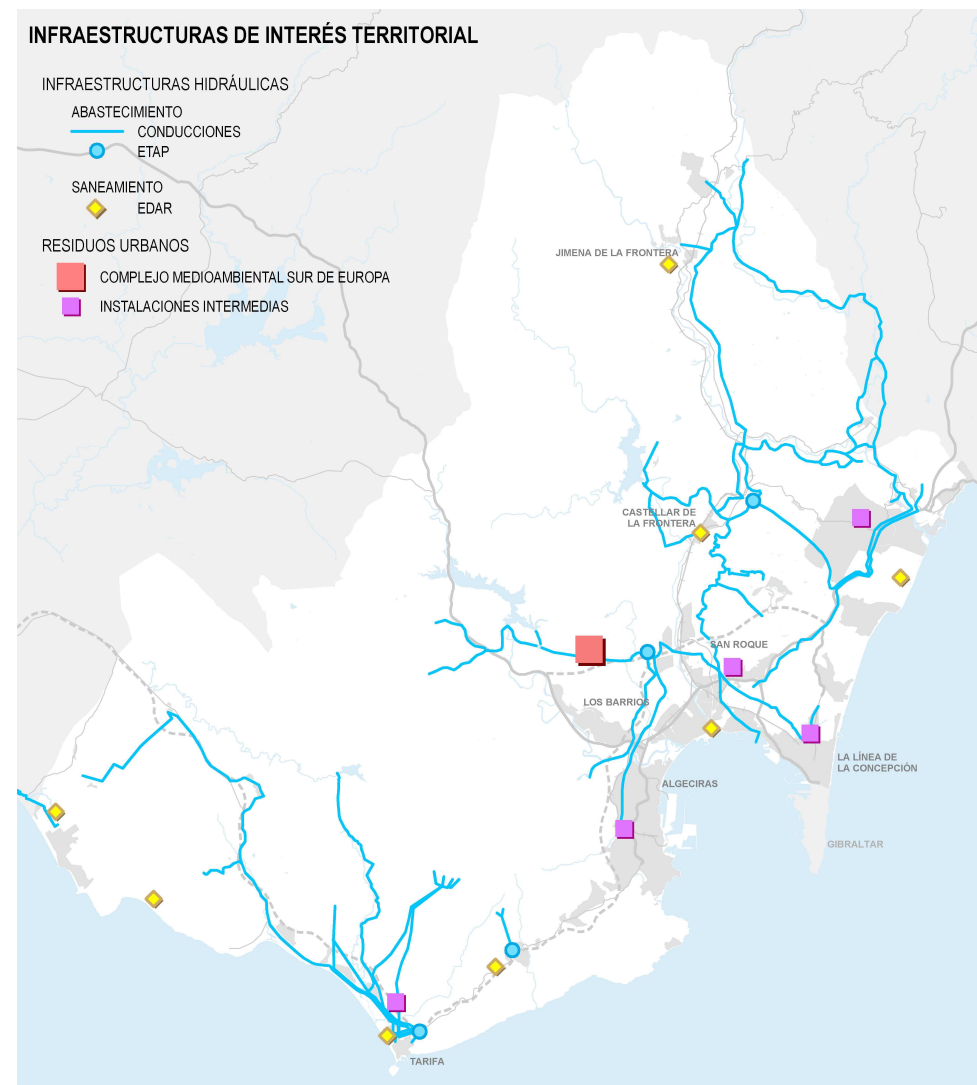 INFRAESTRUCTURAS DE INTERÉS TERRITORIAL
INFRAESTRUCTURAS HIDRÁULICAS
ABASTECIMIENTO
CONDUCCIONES
ETAP
SANEAMIENTO
EDAR
RESIDUOS URBANOS
COMPLEJO MEDIOAMBIENTAL SUR DE EUROPA
INSTALACIONES INTERMEDIAS
JIMENA DE LA FRONTERA
CASTELLAR DE
LA FRONTERA
SAN ROQUE
LOS BARRIOS
LA LÍNEA DE
LA CONCEPCIÓN
ALGECIRAS
GIBRALTAR
TARIFA